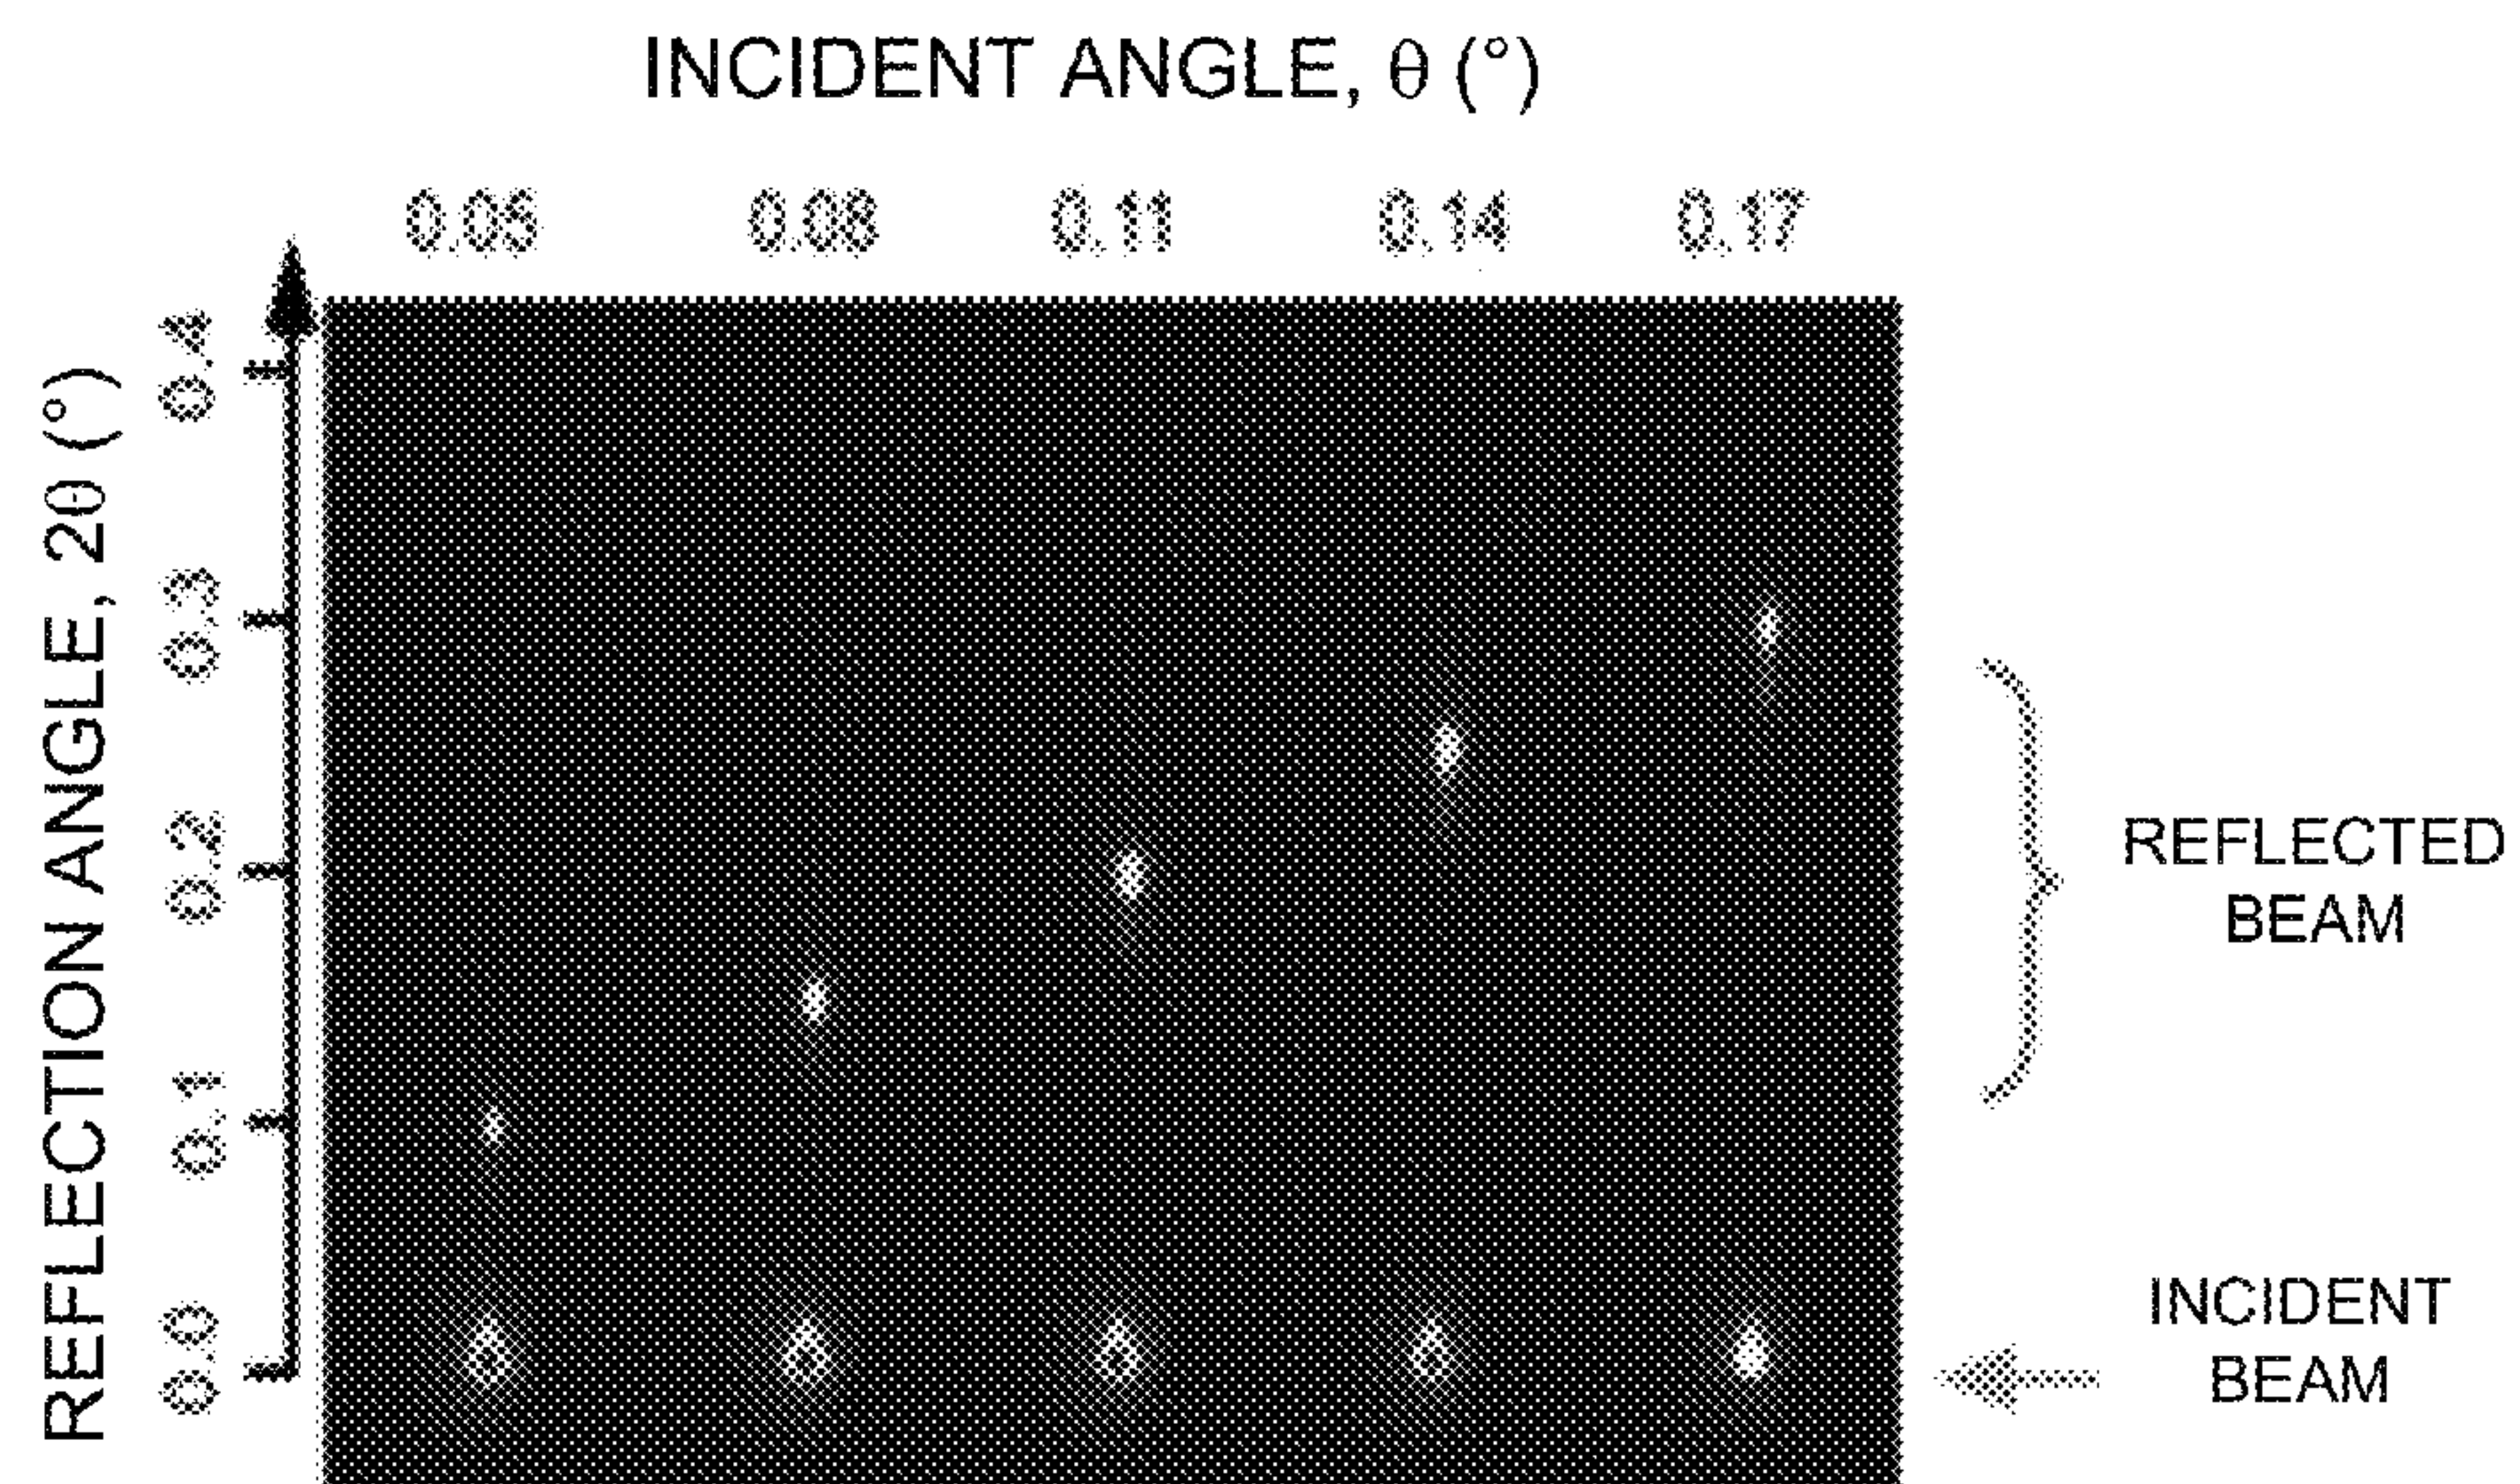 INCIDENT ANGLE, θ (°)
0.05 0.08 0.11 0.14 0.17
REFLECTION ANGLE, 2θ (°)
0.4
0.3
0.2
0.1
0.0
REFLECTED
BEAM
INCIDENT
BEAM